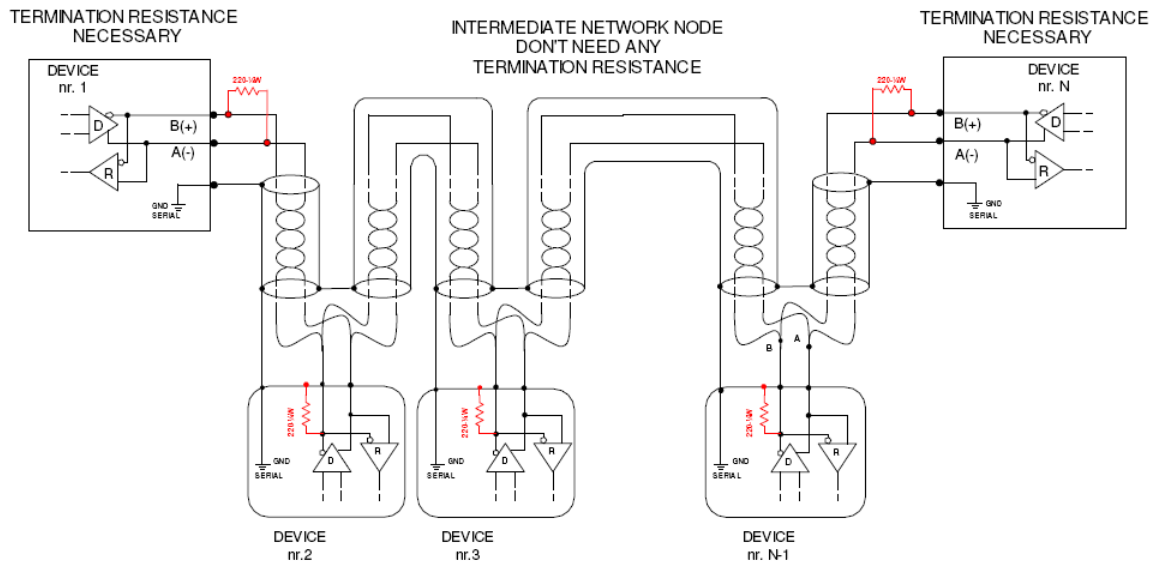 TERMINATION RESISTANCE
NECESSARY
INTERMEDIATE NETWORK NODE
DON'T NEED ANY
TERMINATION RESISTANCE
TERMINATION RESISTANCE
NECESSARY
DEVICE
nr. 1
220-¼W
D
B(+)
A(-)
R
GND
SERIAL
220-¼W
DEVICE
nr. N
B(+)
D
A(-)
R
GND
SERIAL
B
A
220-¼W
D
R
GND
SERIAL
220-¼W
D
R
GND
SERIAL
220-¼W
D
R
GND
SERIAL
DEVICE
nr.2
DEVICE
nr.3
DEVICE
nr. N-1